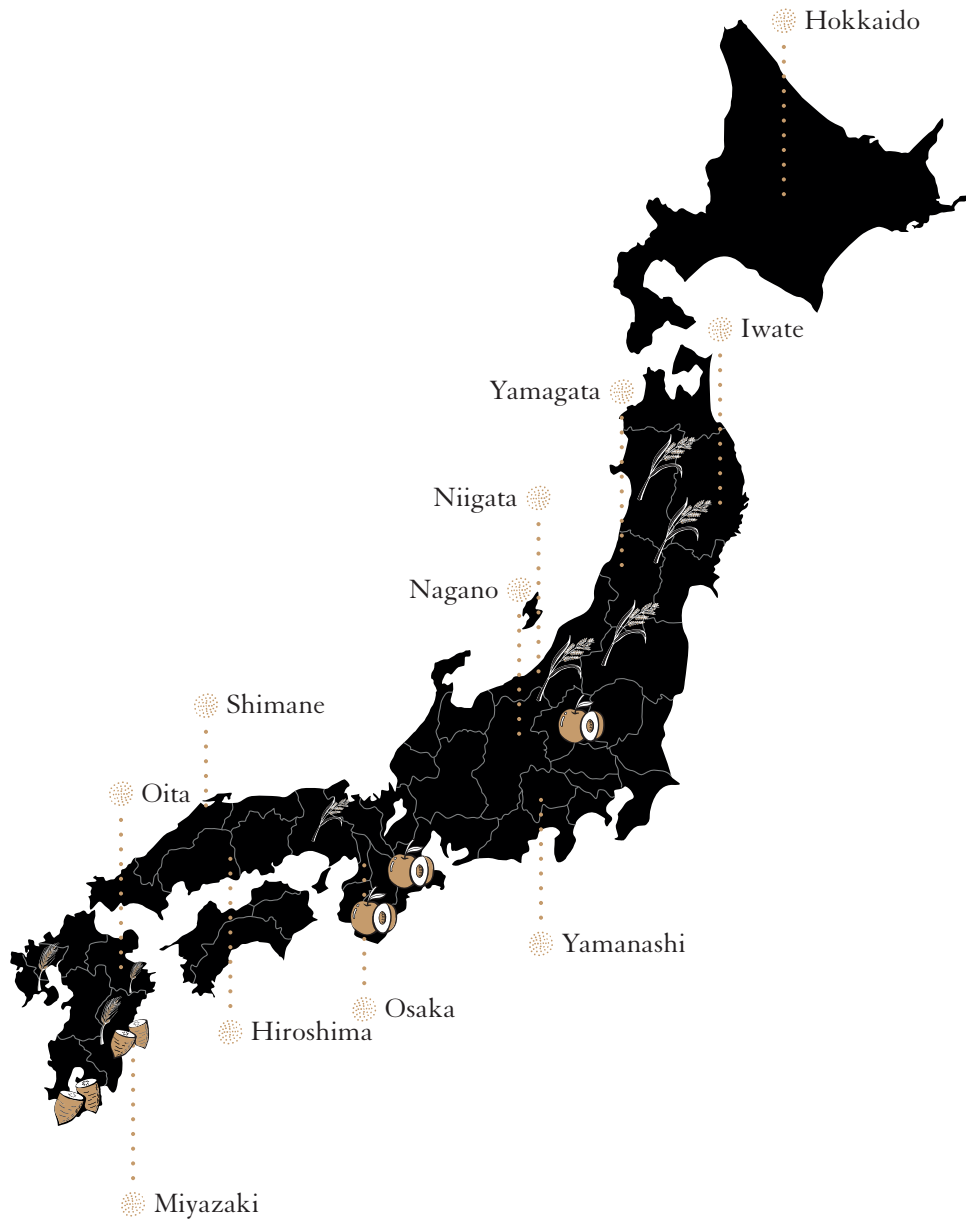 Hokkaido
Iwate
Yamagata
Niigata
Nagano
Shimane
Oita
Yamanashi
Osaka
Hiroshima
Miyazaki